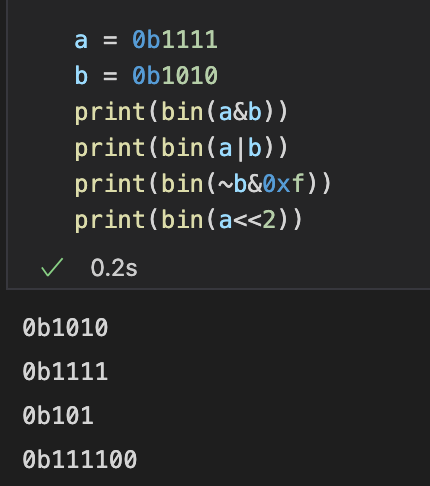 a = 0b1111
b = 0b1010
print(bin(a&b))
print(bin(a|b))
print(bin(~b&0xf))
print(bin(a<<2))
0.2s
0b1010
0b1111
0b101
0b111100